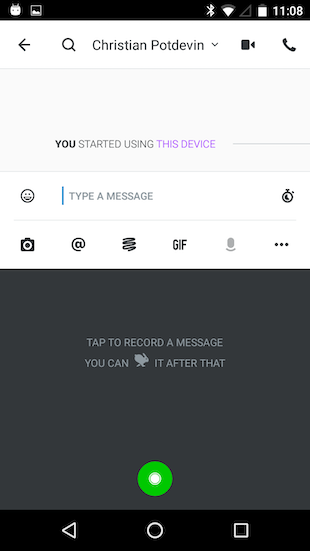 11:08
Christian Potdevin
YOU STARTED USING THIS DEVICE
TYPE A MESSAGE
GIF
TAP TO RECORD A MESSAGE
YOU CAN IT AFTER THAT